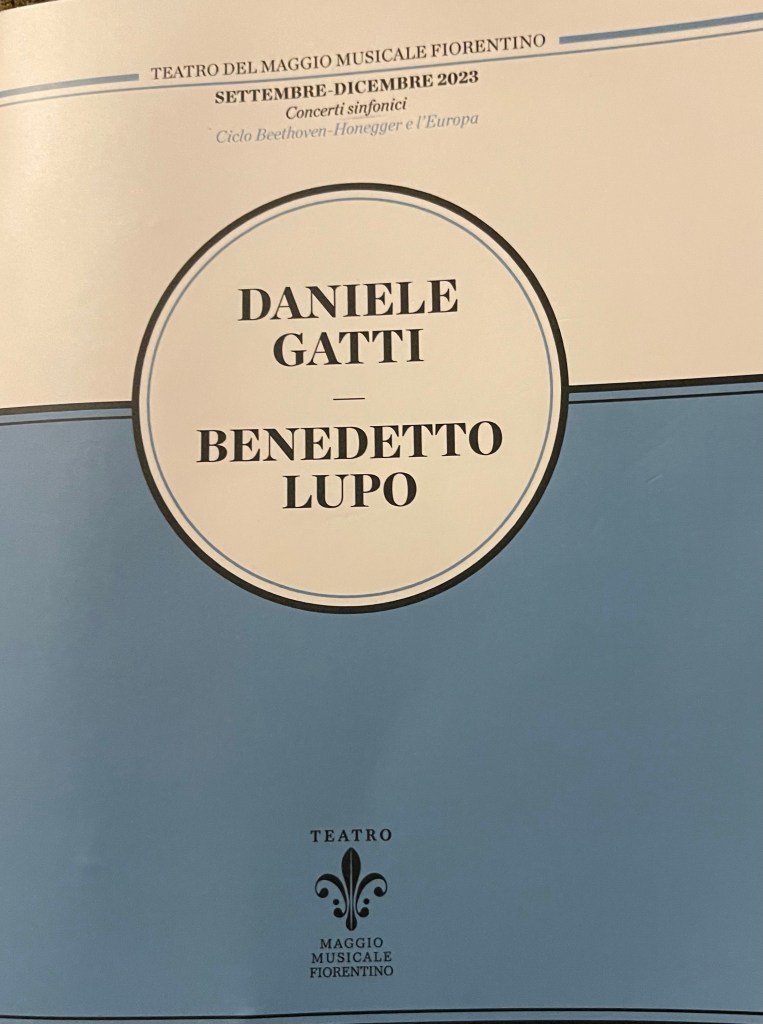 TEATRO DEL MAGGIO MUSICALE FIORENTINO
SETTEMBRE-DICEMBRE 2023
Concerti sinfonici
Ciclo Beethoven-Honegger e l'Europa
DANIELE
GATTI
—
BENEDETTO
LUPO
TEATRO
MAGGIO
MUSICALE
FIORENTINO